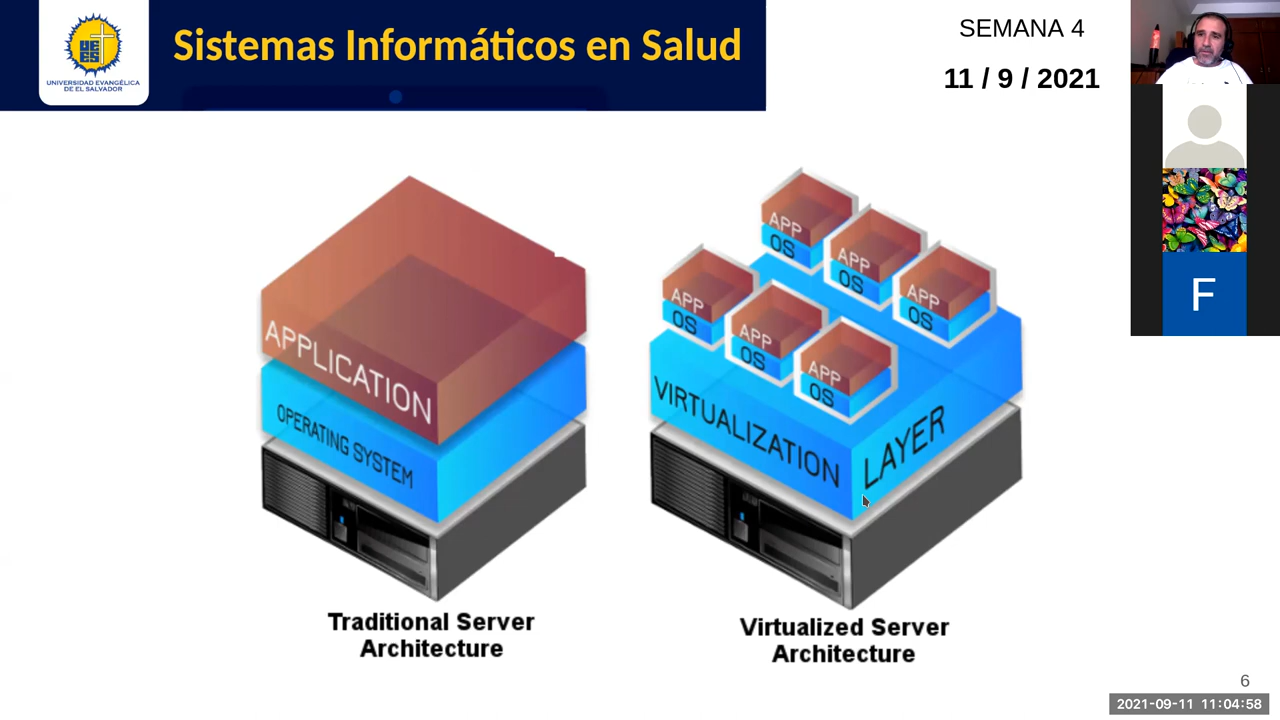 UNIVERSIDAD EVANGÉLICA
DE EL SALVADOR
Sistemas Informáticos en Salud
SEMANA 4
11 / 9 / 2021
APPLICATION
OPERATING SYSTEM
Traditional Server
Architecture
APP
OS
APP
OS
APP
OS
APP
OS
APP
OS
APP
OS
VIRTUALIZATION LAYER
Virtualized Server
Architecture
F
6
2021-09-11 11:04:58